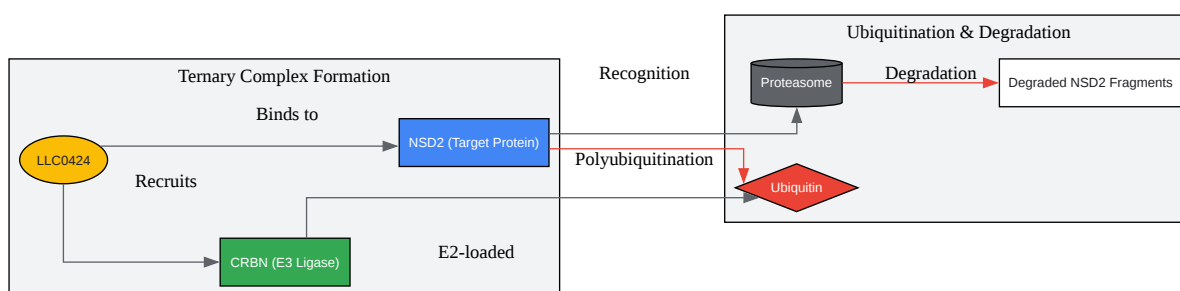 Ubiquitination & Degradation
Ternary Complex Formation
Recognition
Proteasome
Degradation
Degraded NSD2 Fragments
Binds to
NSD2 (Target Protein)
LLC0424
Polyubiquitination
Recruits
Ubiquitin
E2-loaded
CRBN (E3 Ligase)